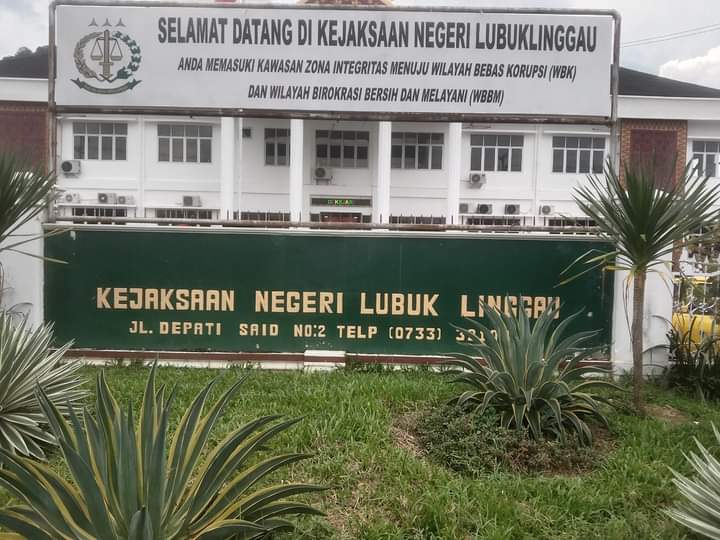 SELAMAT DATANG DI KEJAKSAAN NEGERI LUBUKLINGGAU
ANDA MEMASUKI KAWASAN ZONA INTEGRITAS MENUJU WILAYAH BEBAS KORUPSI (WBK)
DAN WILAYAH BIROKRASI BERSIH DAN MELAYANI (WBBM)
KEJAKSAAN NEGERI LUBUK LINGGAU
JL. DEPATI SAID NO:2 TELP (0733)